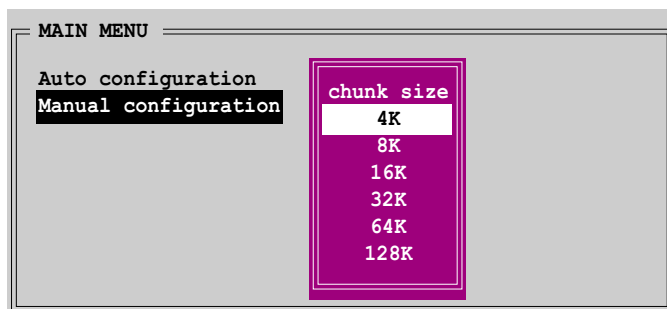 MAIN MENU
Auto configuration
Manual configuration
chunk size
4K
8K
16K
32K
64K
128K